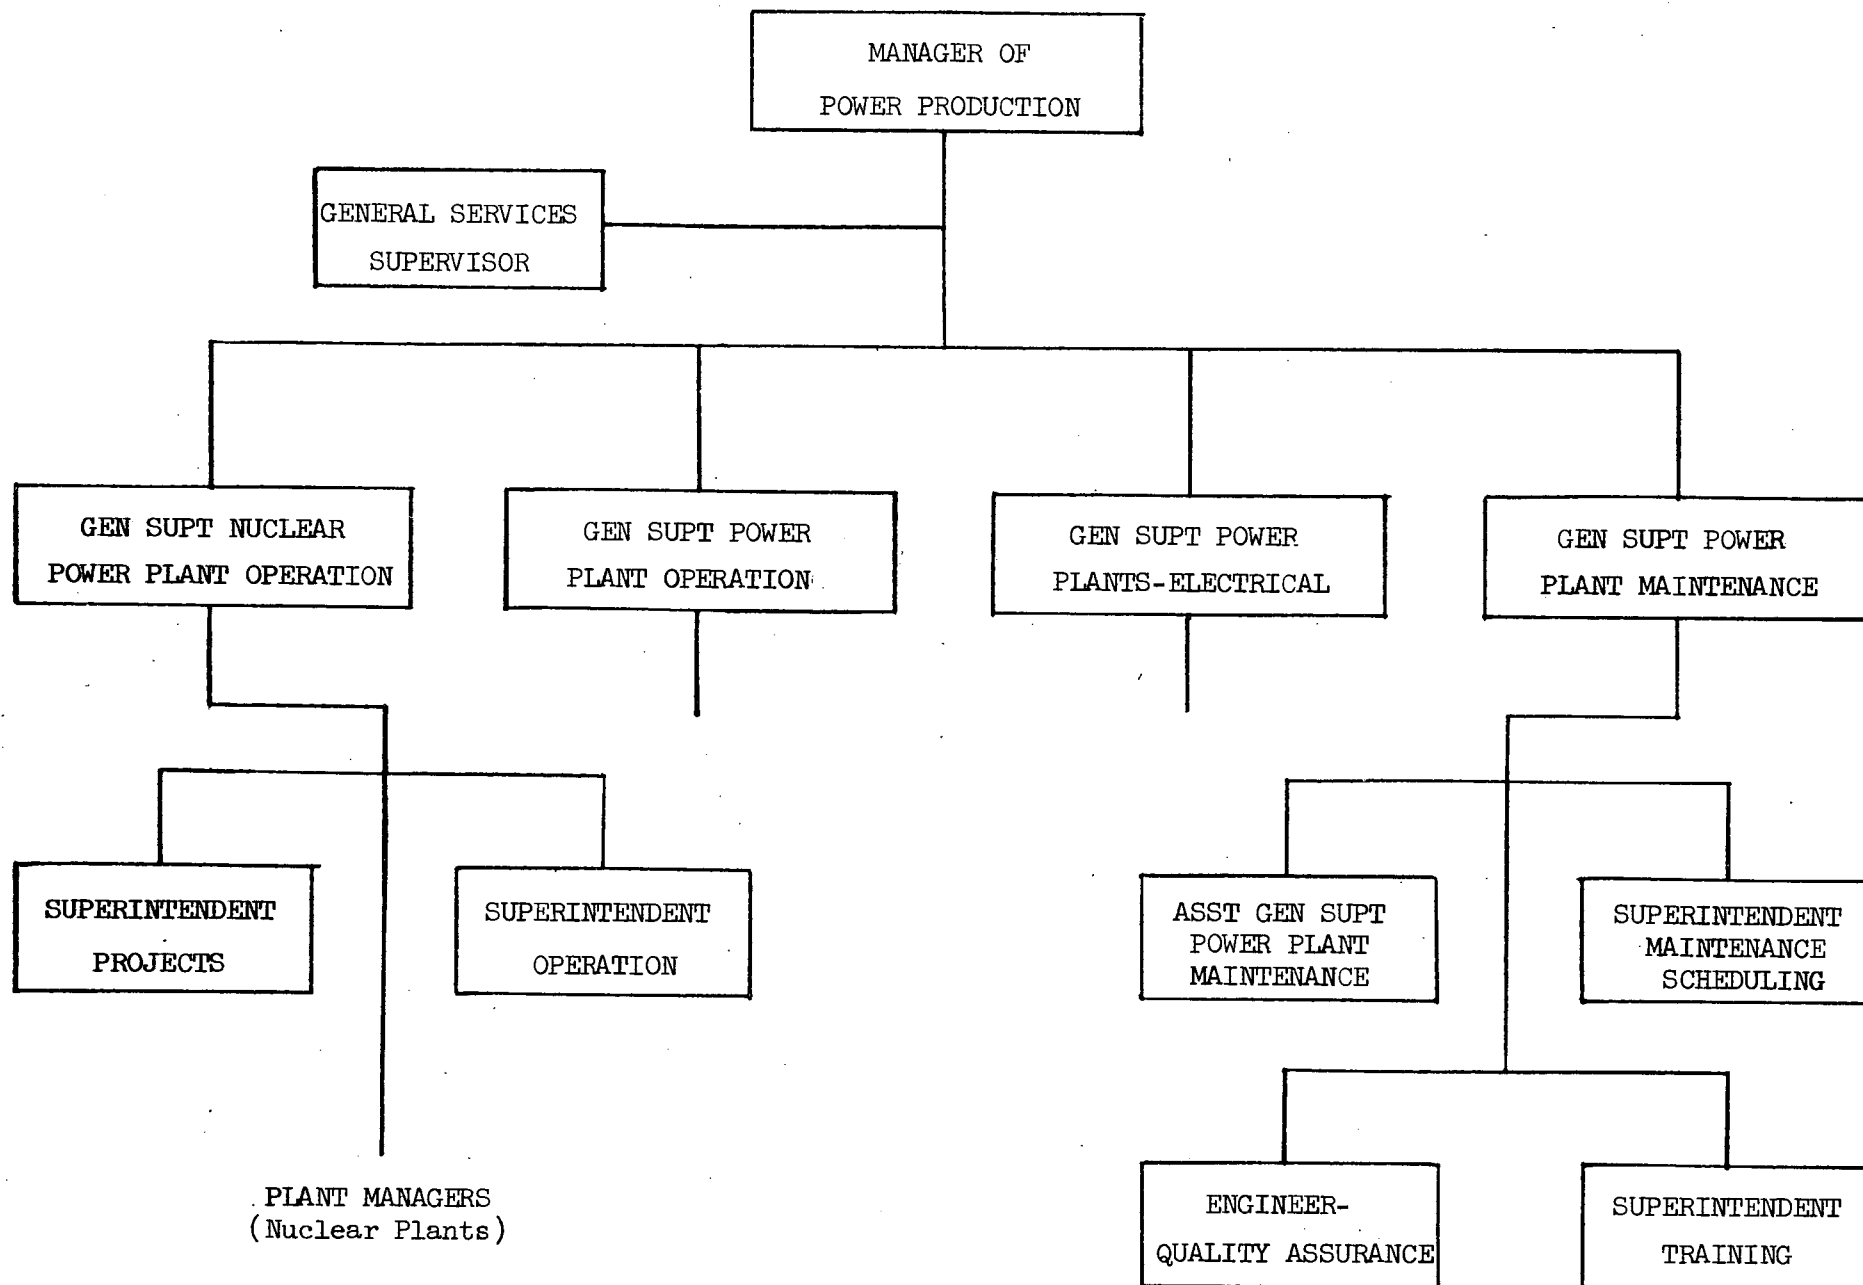 MANAGER OF
POWER PRODUCTION
GENERAL SERVICES
SUPERVISOR
GEN SUPT NUCLEAR
POWER PLANT OPERATION
GEN SUPT POWER
PLANT OPERATION
GEN SUPT POWER
PLANTS-ELECTRICAL
GEN SUPT POWER
PLANT MAINTENANCE
SUPERINTENDENT
PROJECTS
SUPERINTENDENT
OPERATION
ASST GEN SUPT
POWER PLANT
MAINTENANCE
SUPERINTENDENT
MAINTENANCE
SCHEDULING
PLANT MANAGERS
(Nuclear Plants)
ENGINEER-
QUALITY ASSURANCE
SUPERINTENDENT
TRAINING